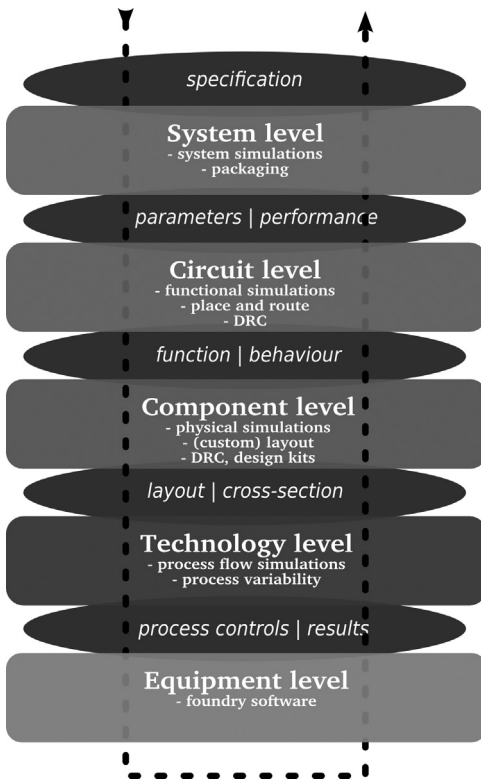 specification
System level
- system simulations
- packaging
parameters | performance
Circuit level
- functional simulations
- place and route
- DRC
function | behaviour
Component level
- physical simulations
- (custom) layout
- DRC, design kits
layout | cross-section
Technology level
- process flow simulations
- process variability
process controls | results
Equipment level
- foundry software